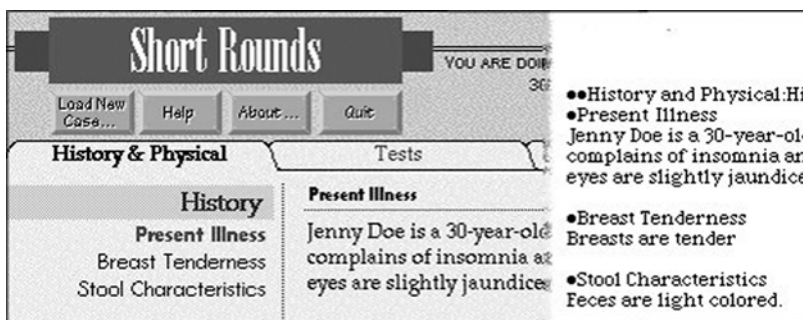 Short Rounds
YOU ARE DOIN
36
Load New
Case...
Help
About...
Quit
History & Physical
Tests
History
Present Illness
Breast Tenderness
Stool Characteristics
Present Illness
Jenny Doe is a 30-year-old
complains of insomnia a
eyes are slightly jaundice
●●History and Physical:Hi
●Present Illness
Jenny Doe is a 30-year-ol
complains of insomnia an
eyes are slightly jaundice
●Breast Tenderness
Breasts are tender
●Stool Characteristics
Feces are light colored.